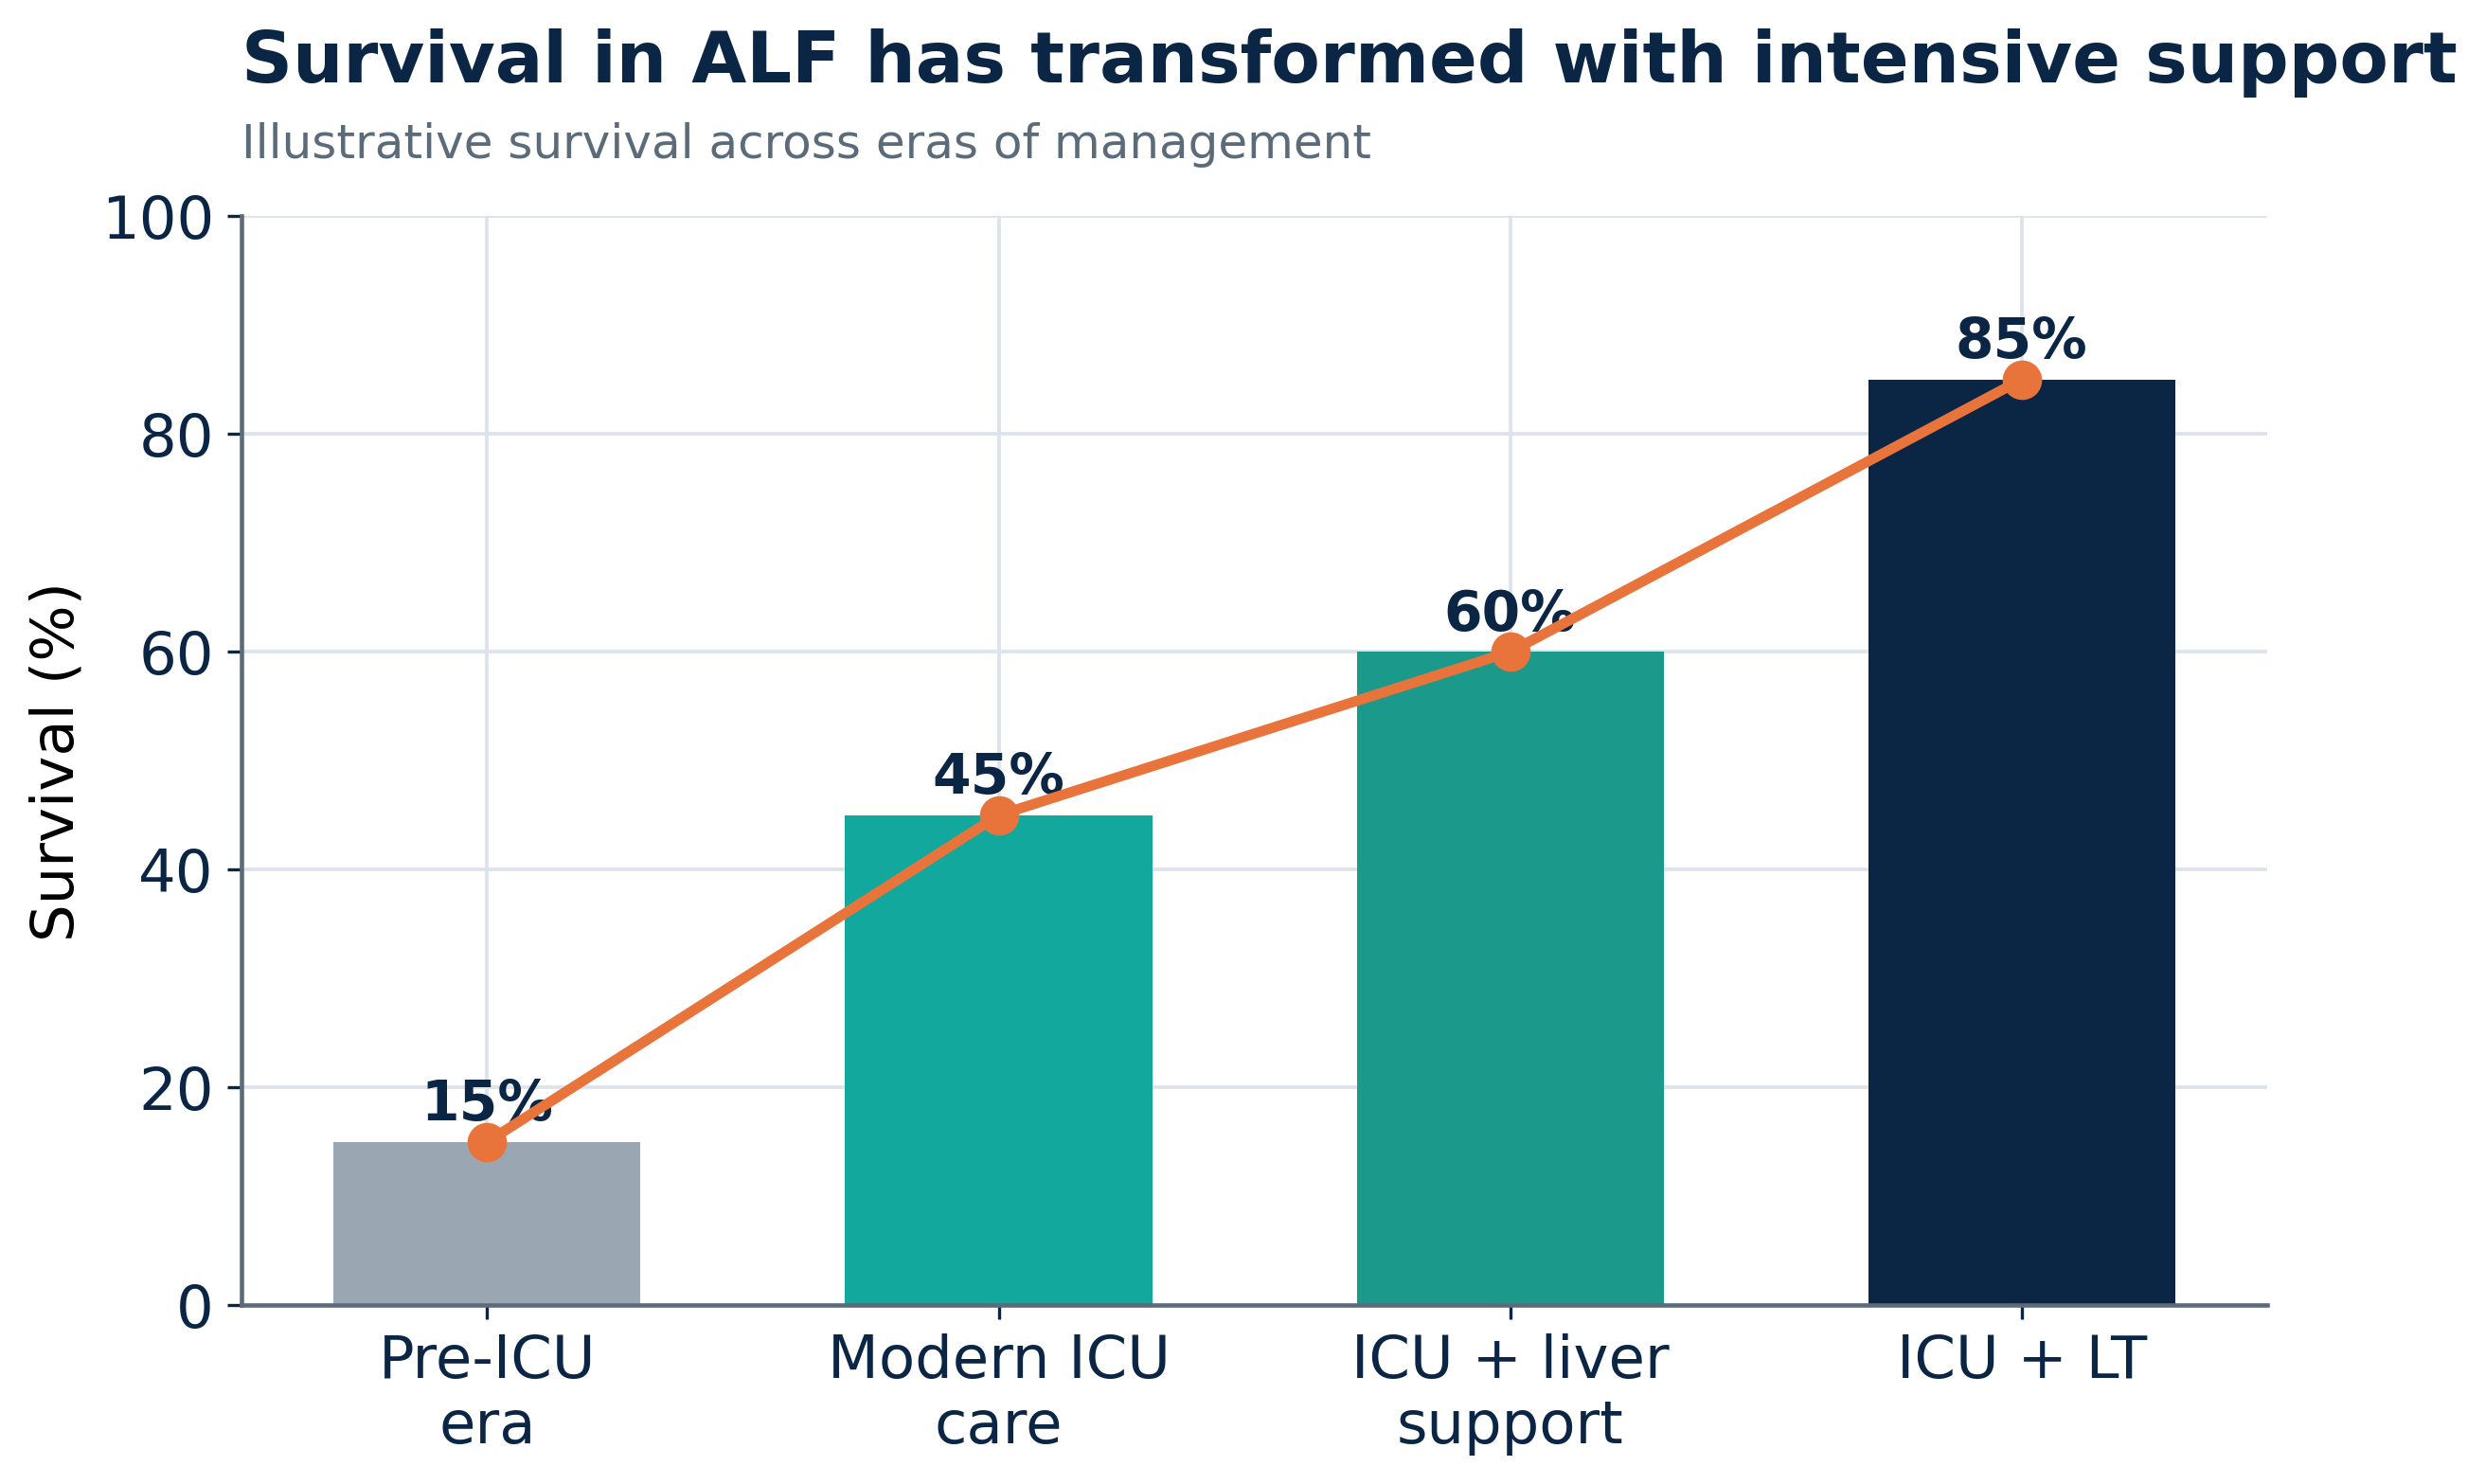 Survival in ALF has transformed with intensive support
Illustrative survival across eras of management
Survival (%)
100
80
60
40
20
0
15%
45%
60%
85%
Pre-ICU
era
Modern ICU
care
ICU + liver
support
ICU + LT